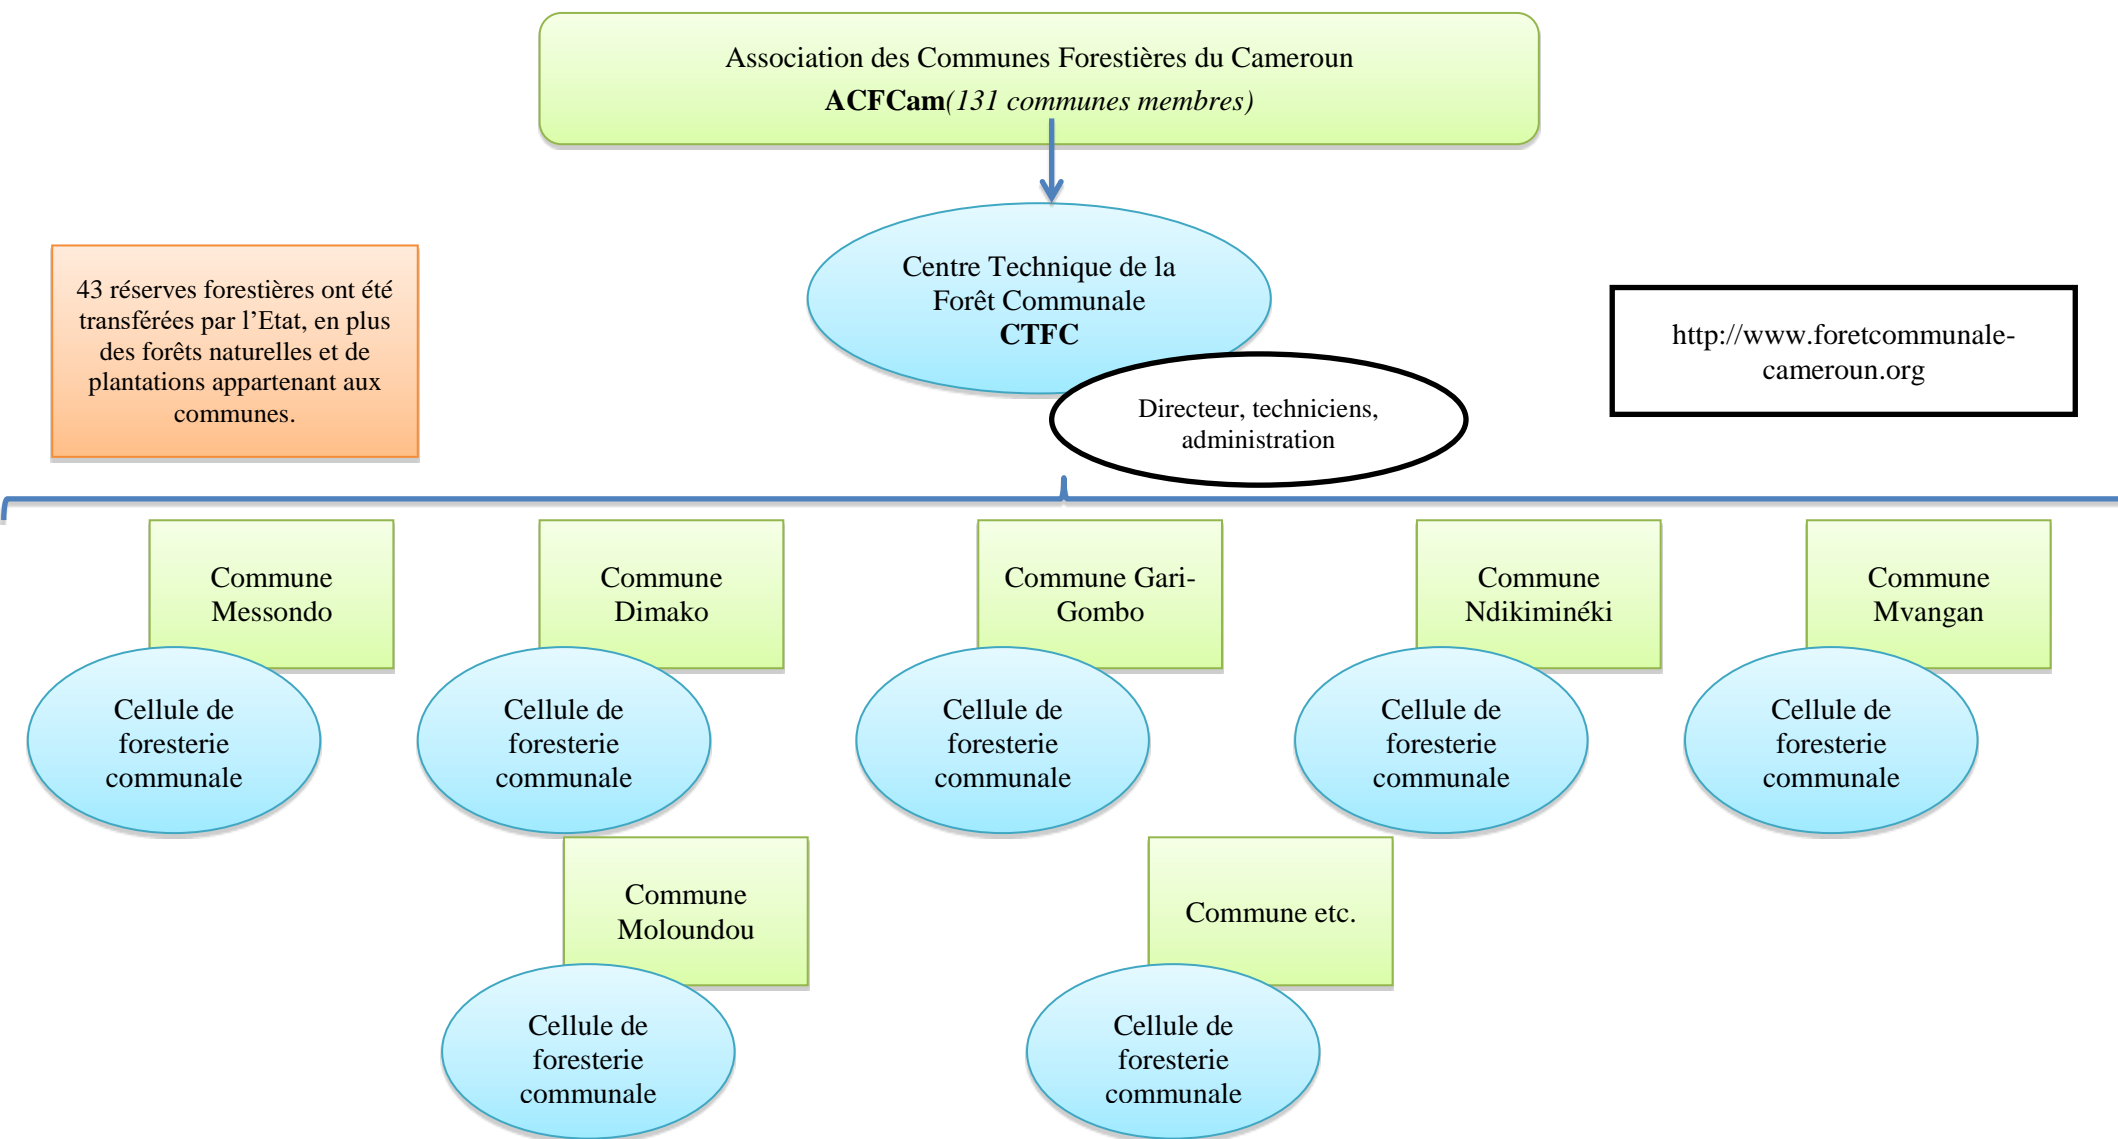 Association des Communes Forestières du Cameroun
ACFCam(131 communes membres)
Centre Technique de la
Forêt Communale
CTFC
43 réserves forestières ont été
transférées par l’Etat, en plus
des forêts naturelles et de
plantations appartenant aux
communes.
http://www.foretcommunale-
cameroun.org
Directeur, techniciens,
administration
Commune
Messondo
Commune
Dimako
Commune Gari-
Gombo
Commune
Ndikiminéki
Commune
Mvangan
Cellule de
foresterie
communale
Cellule de
foresterie
communale
Cellule de
foresterie
communale
Cellule de
foresterie
communale
Cellule de
foresterie
communale
Commune
Moloundou
Commune etc.
Cellule de
foresterie
communale
Cellule de
foresterie
communale